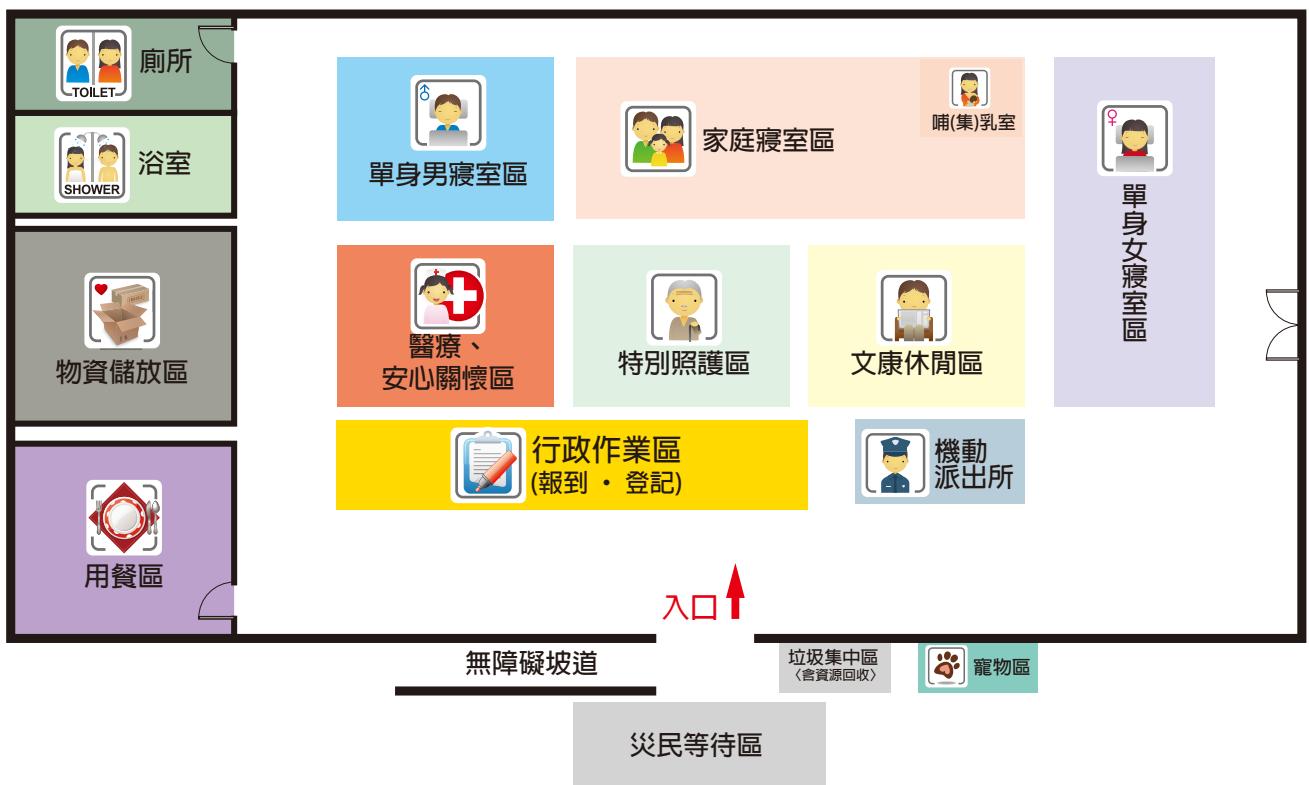 廁所
TOILET
浴室
SHOWER
物資儲放區
用餐區
單身男寢室區
家庭寢室區
哺(集)乳室
單身女寢室區
醫療、
安心關懷區
特別照護區
文康休閒區
行政作業區
(報到・登記)
機動
派出所
入口
無障礙坡道
垃圾集中區
〈含資源回收〉
寵物區
災民等待區